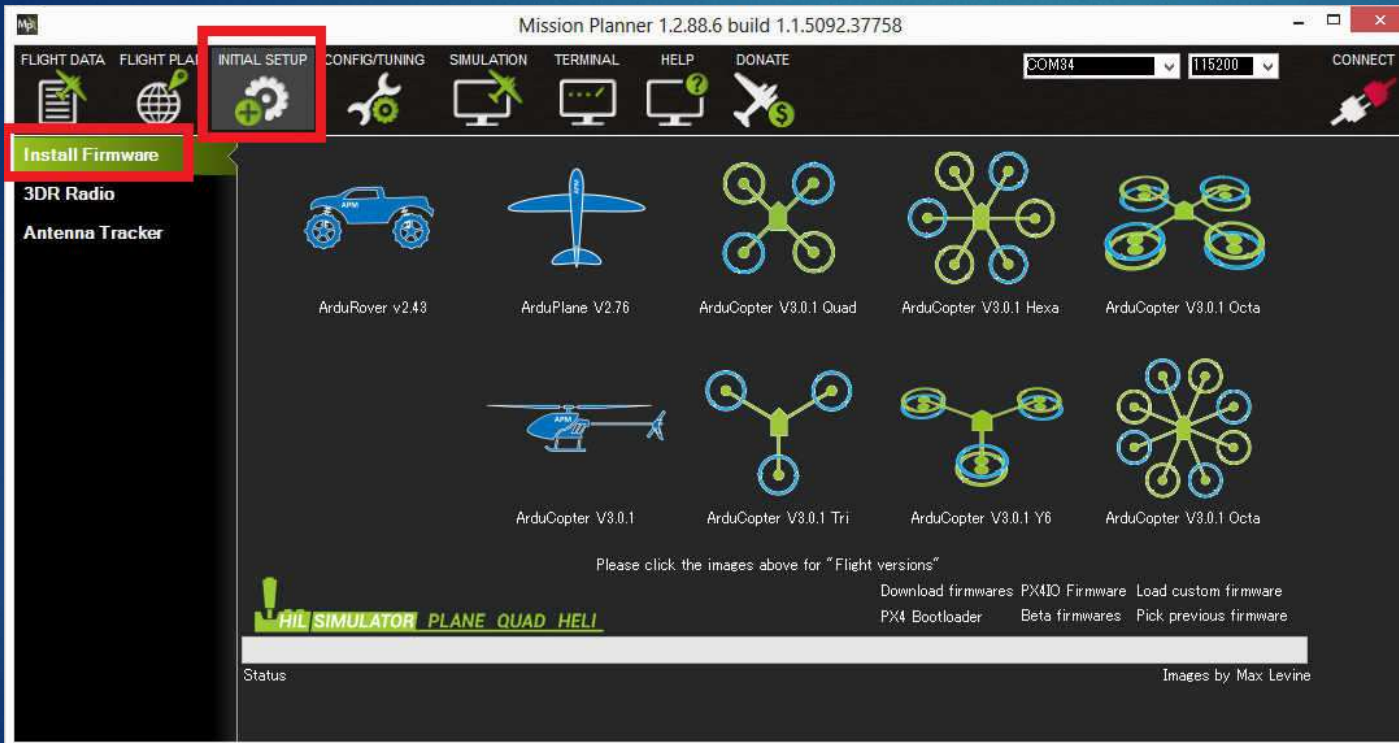 Mission Planner 1.2.88.6 build 1.1.5092.37758
FLIGHT DATA FLIGHT PLAN INITIAL SETUP CONFIG/TUNING SIMULATION TERMINAL HELP DONATE COM34 115200 CONNECT
Install Firmware
3DR Radio
Antenna Tracker
APM
APM
ArduRover v2.43 ArduPlane V2.76 ArduCopter V3.0.1 Quad ArduCopter V3.0.1 Hexa ArduCopter V3.0.1 Octa
APM
ArduCopter V3.0.1 ArduCopter V3.0.1 Tri ArduCopter V3.0.1 Y6 ArduCopter V3.0.1 Octa
Please click the images above for "Flight versions"
Download firmwares PX4IO Firmware Load custom firmware
HIL SIMULATOR PLANE QUAD HELI
PX4 Bootloader Beta firmwares Pick previous firmware
Status Images by Max Levine